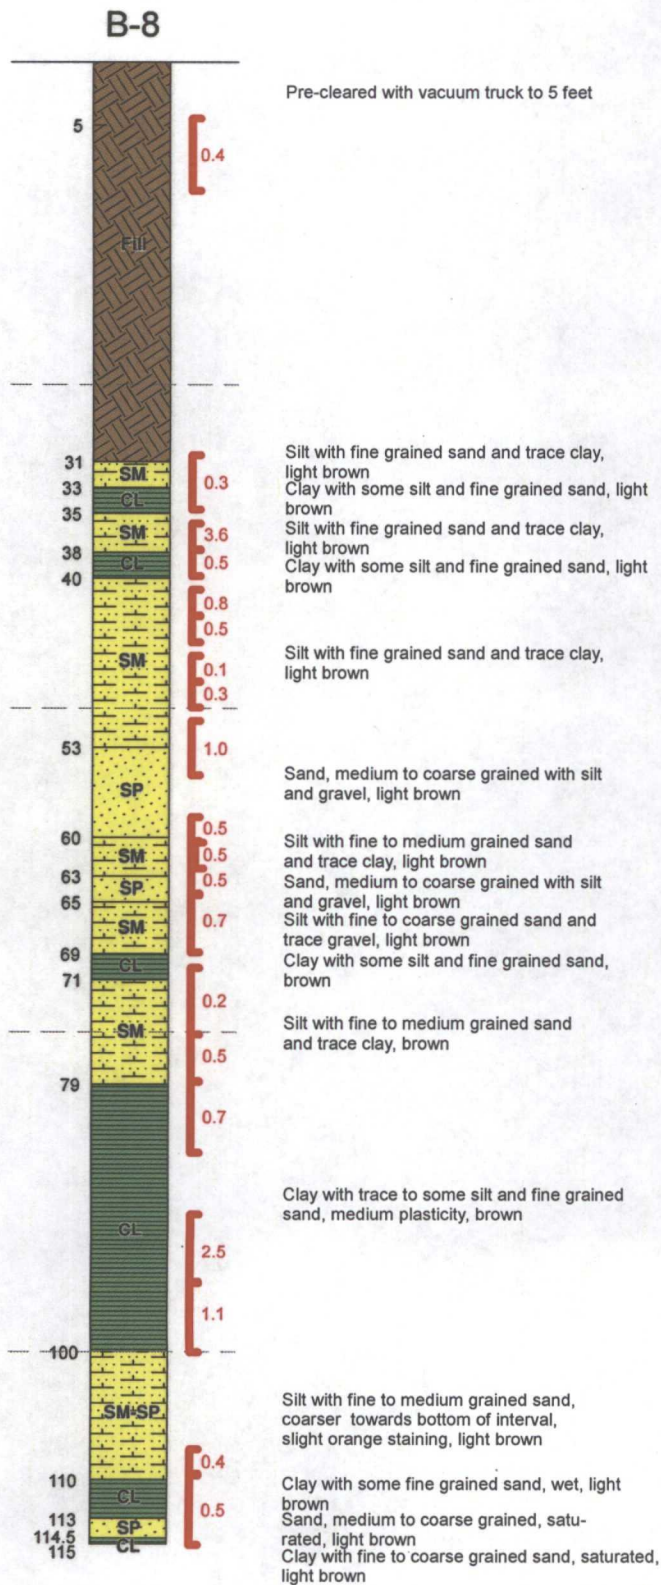 B-8
Pre-cleared with vacuum truck to 5 feet
5
0.4
Fill
31
SM
0.3
Silt with fine grained sand and trace clay,
light brown
33
CL
Clay with some silt and fine grained sand, light
brown
35
SM
3.6
Silt with fine grained sand and trace clay,
light brown
38
CL
0.5
Clay with some silt and fine grained sand, light
brown
40
0.8
0.5
SM
0.1
0.3
Silt with fine grained sand and trace clay,
light brown
1.0
53
SP
Sand, medium to coarse grained with silt
and gravel, light brown
0.5
60
SM
0.5
Silt with fine to medium grained sand
and trace clay, light brown
63
SP
0.5
Sand, medium to coarse grained with silt
and gravel, light brown
65
SM
0.7
Silt with fine to coarse grained sand and
trace gravel, light brown
69
CL
Clay with some silt and fine grained sand,
brown
71
0.2
SM
Silt with fine to medium grained sand
and trace clay, brown
0.5
79
0.7
CL
Clay with trace to some silt and fine grained
sand, medium plasticity, brown
2.5
1.1
100
SM-SP
Silt with fine to medium grained sand,
coarser towards bottom of interval,
slight orange staining, light brown
0.4
110
CL
0.5
Clay with some fine grained sand, wet, light
brown
113
SP
Sand, medium to coarse grained, satu-
rated, light brown
114.5
CL
115
Clay with fine to coarse grained sand, saturated,
light brown